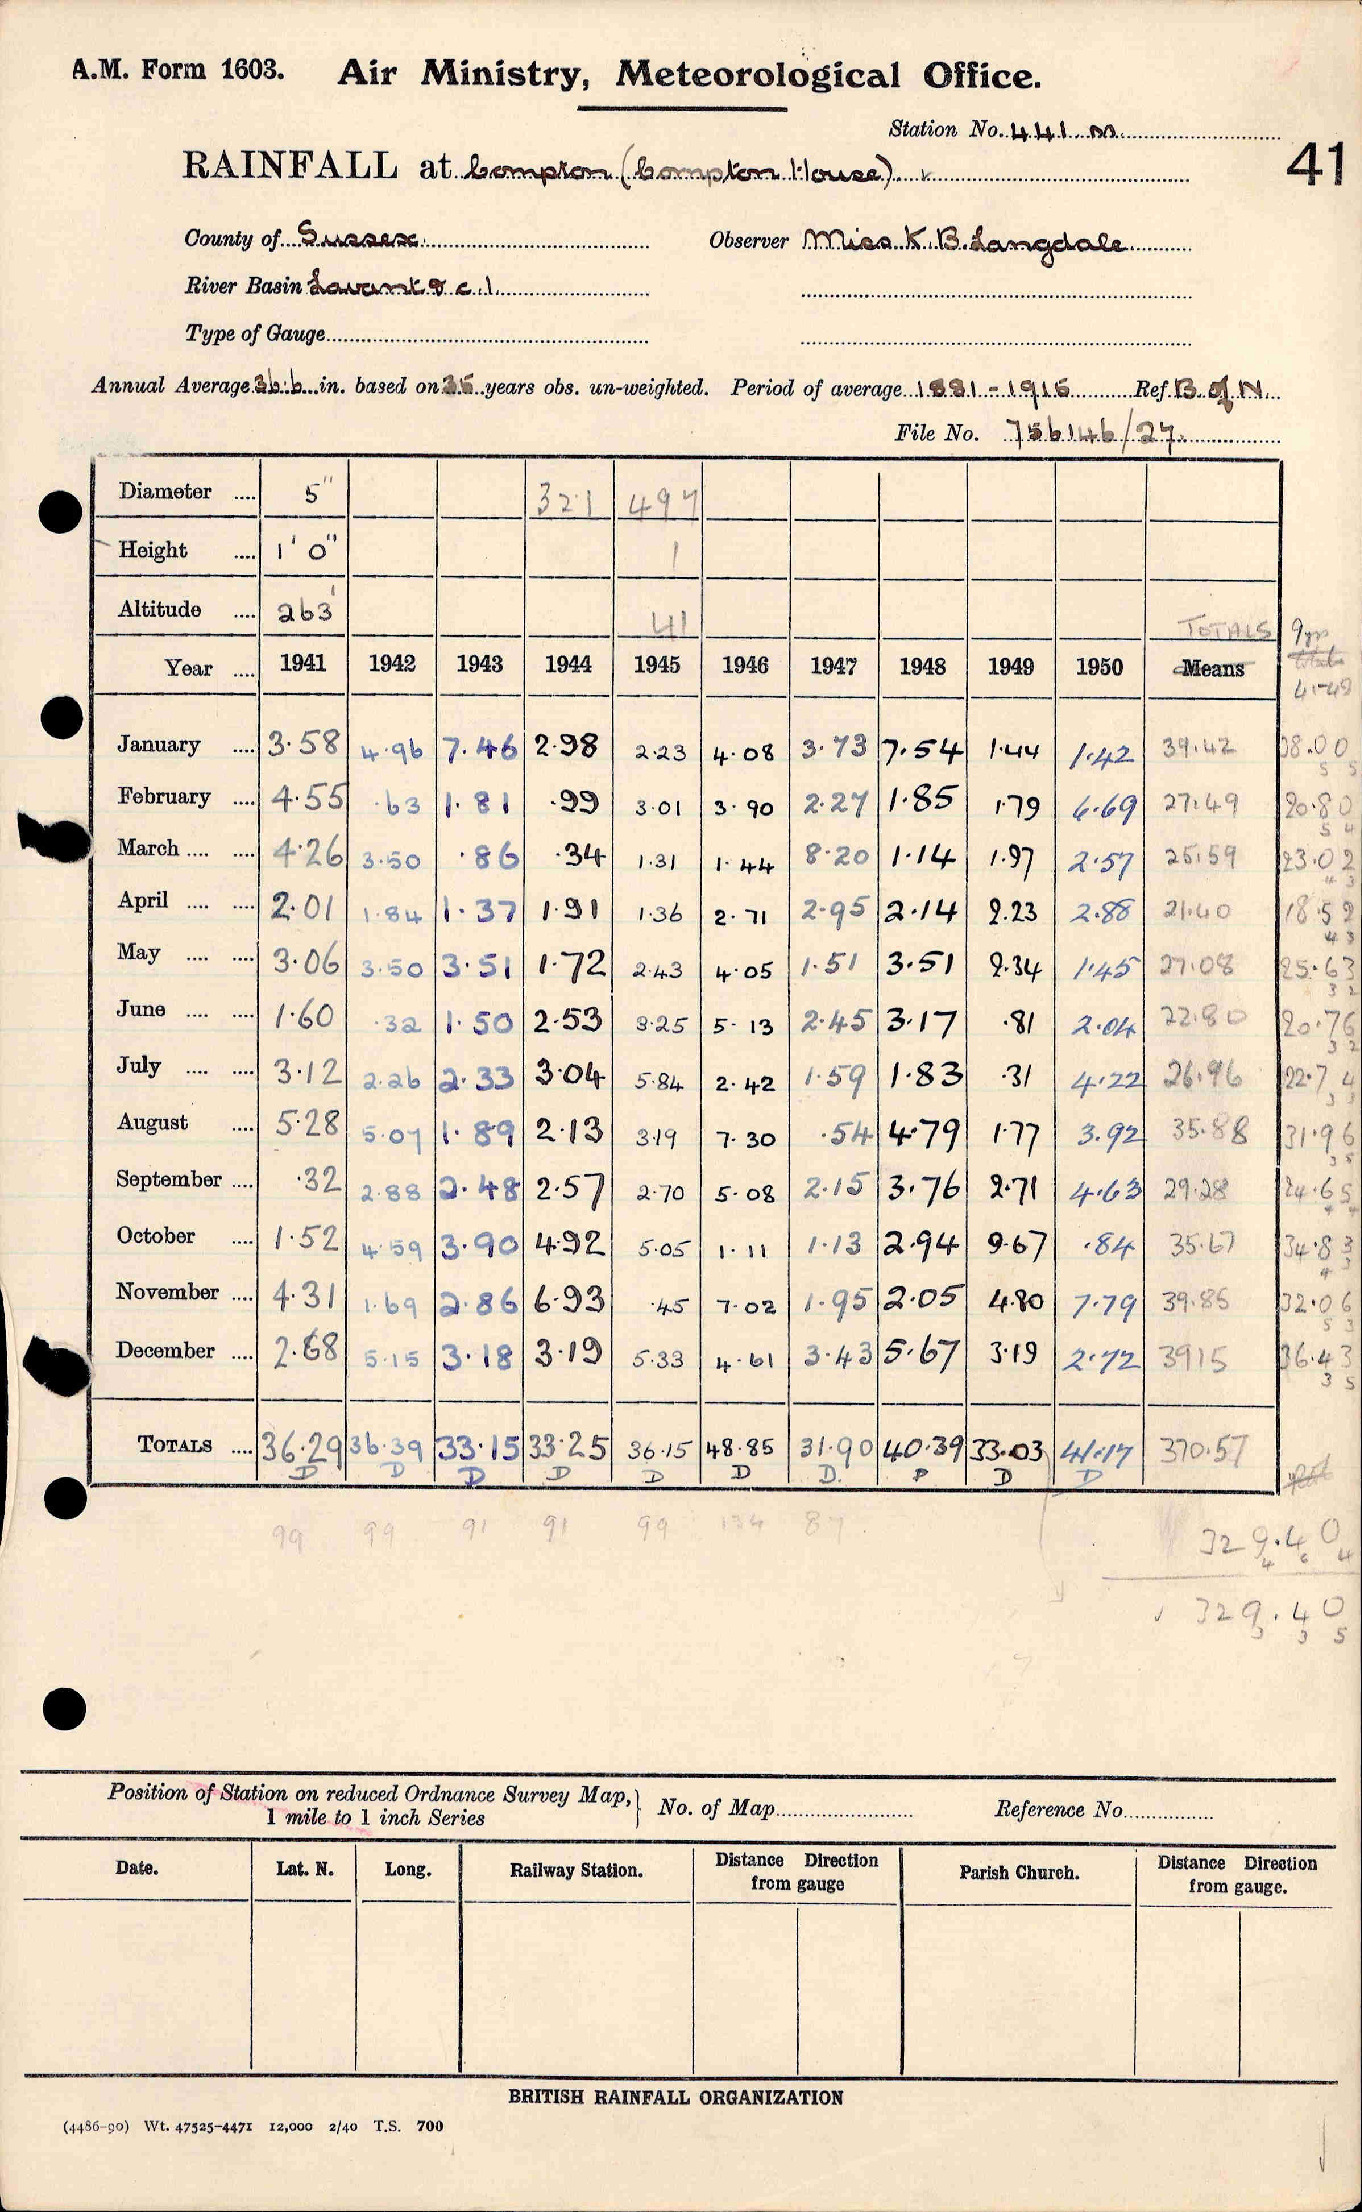 A.M. Form 1603. Air Ministry, Meteorological Office.
Station No. 441. M.
RAINFALL at Compton (Compton House). 41
County of Sussex. Observer Miss K. B. Langdale
River Basin Lavant & c. 1.
Type of Gauge
Annual Average 36.6 in. based on 35 years obs. un-weighted. Period of average 1881 - 1915 Ref. B. of N.
File No. 756146/27.
Diameter .... 5" 321 497
Height .... 1' 0" 1
Altitude .... 263' 41 TOTALS 9 yr
Year .... 1941 1942 1943 1944 1945 1946 1947 1948 1949 1950 Means totals 41-49
January .... 3.58 4.96 7.46 2.98 2.23 4.08 3.73 7.54 1.44 1.42 39.42 38.00
February .... 4.55 .63 1.81 .99 3.01 3.90 2.27 1.85 1.79 6.69 27.49 20.80
March .... .... 4.26 3.50 .86 .34 1.31 1.44 8.20 1.14 1.97 2.57 25.59 23.02
April .... .... 2.01 1.84 1.37 1.91 1.36 2.71 2.95 2.14 2.23 2.88 21.40 18.52
May .... .... 3.06 3.50 3.51 1.72 2.43 4.05 1.51 3.51 2.34 1.45 27.08 25.63
June .... .... 1.60 .32 1.50 2.53 3.25 5.13 2.45 3.17 .81 2.04 22.80 20.76
July .... .... 3.12 2.26 2.33 3.04 5.84 2.42 1.59 1.83 .31 4.22 26.96 22.74
August .... 5.28 5.07 1.89 2.13 3.19 7.30 .54 4.79 1.77 3.92 35.88 31.96
September .... .32 2.88 2.48 2.57 2.70 5.08 2.15 3.76 2.71 4.63 29.28 24.65
October .... 1.52 4.59 3.90 4.92 5.05 1.11 1.13 2.94 9.67 .84 35.67 34.83
November .... 4.31 1.69 2.86 6.93 .45 7.02 1.95 2.05 4.80 7.79 39.85 32.06
December .... 2.68 5.15 3.18 3.19 5.33 4.61 3.43 5.67 3.19 2.72 39 15 36.43
TOTALS .... 36.29 36.39 33.15 33.25 36.15 48.85 31.90 40.39 33.03 41.17 370.57
D D D D D D D. P D D
99 99 91 91 99 134 87
329.40
329.40
Position of Station on reduced Ordnance Survey Map, 1 mile to 1 inch Series } No. of Map Reference No.
Date. Lat. N. Long. Railway Station. Distance Direction from gauge Parish Church. Distance Direction from gauge.
BRITISH RAINFALL ORGANIZATION
(4486-90) Wt. 47525-4471 12,000 2/40 T.S. 700